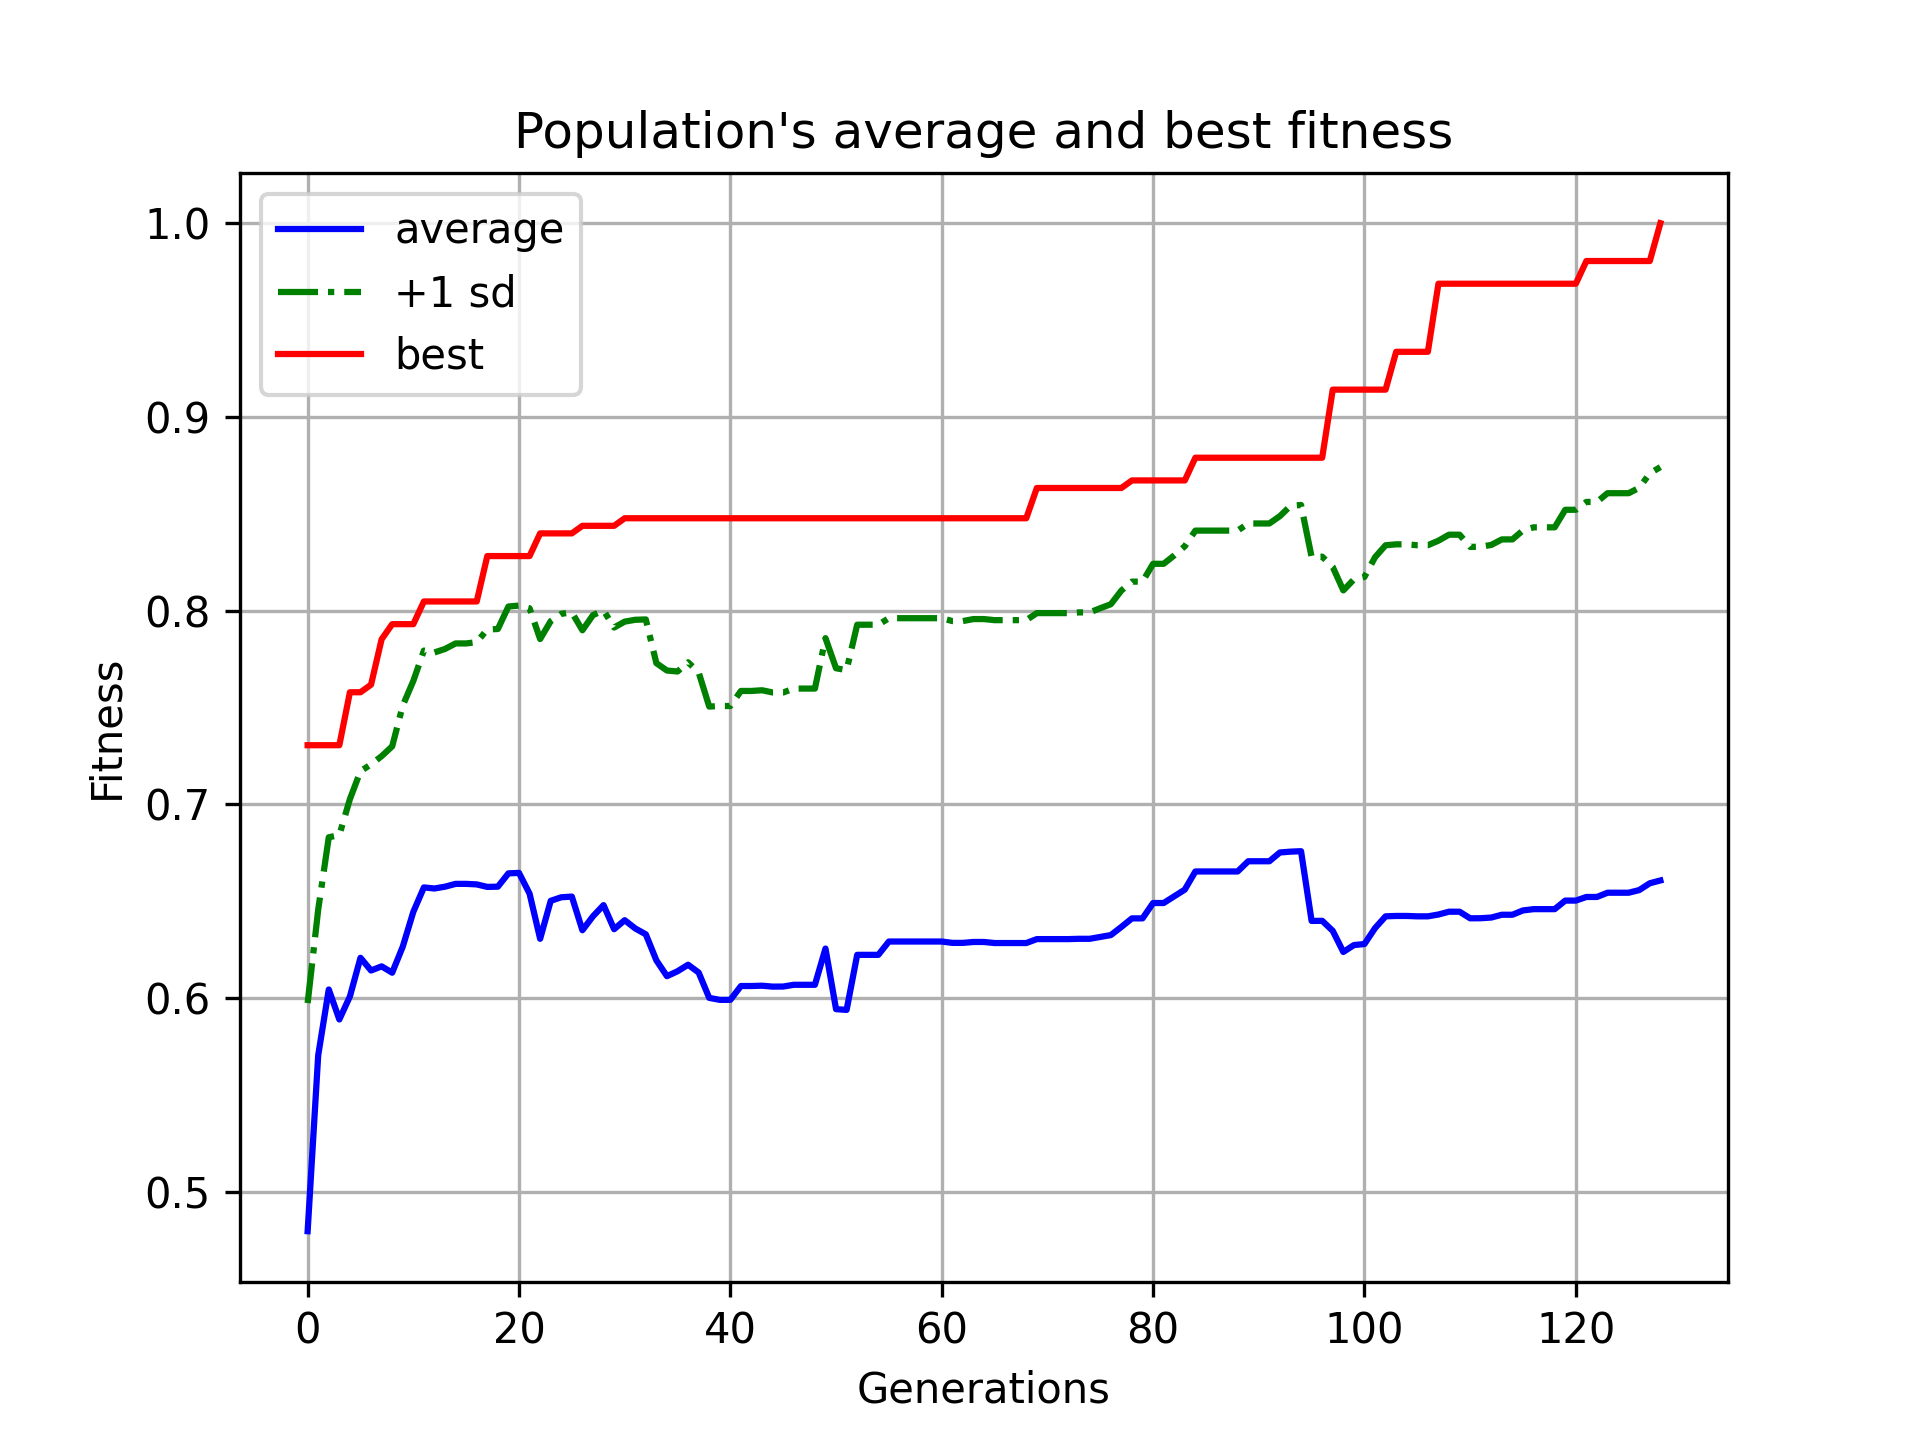 Population's average and best fitness
average
+1 sd
best
1.0
0.9
0.8
0.7
0.6
0.5
Fitness
0 20 40 60 80 100 120
Generations